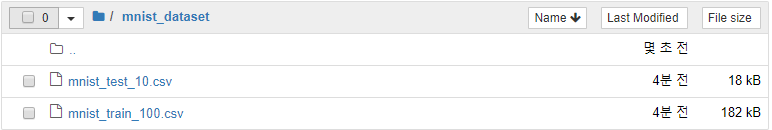 0 / mnist_dataset Name Last Modified File size
.. 몇 초 전
mnist_test_10.csv 4분 전 18 kB
mnist_train_100.csv 4분 전 182 kB